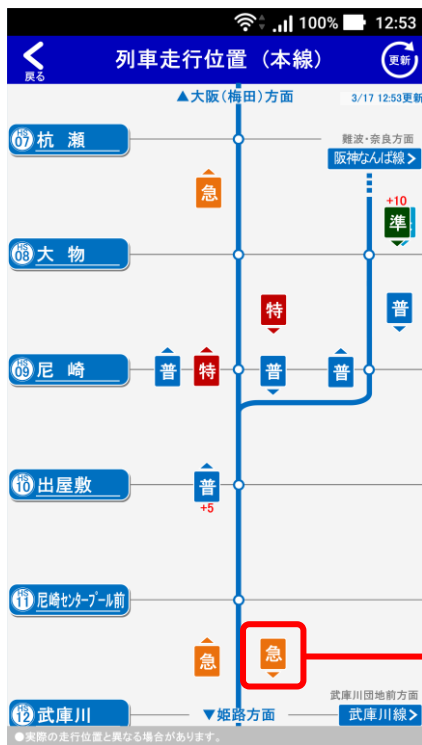 100% 12:53
戻る
列車走行位置（本線）
更新
▲大阪(梅田)方面
3/17 12:53更新
HS 07 杭瀬
難波・奈良方面
阪神なんば線>
急
+10
準
HS 08 大物
特
普
HS 09 尼崎
普
特
普
普
HS 10 出屋敷
普
+5
HS 11 尼崎センタープール前
急
急
武庫川団地前方面
HS 12 武庫川
▼姫路方面
武庫川線>
●実際の走行位置と異なる場合があります。